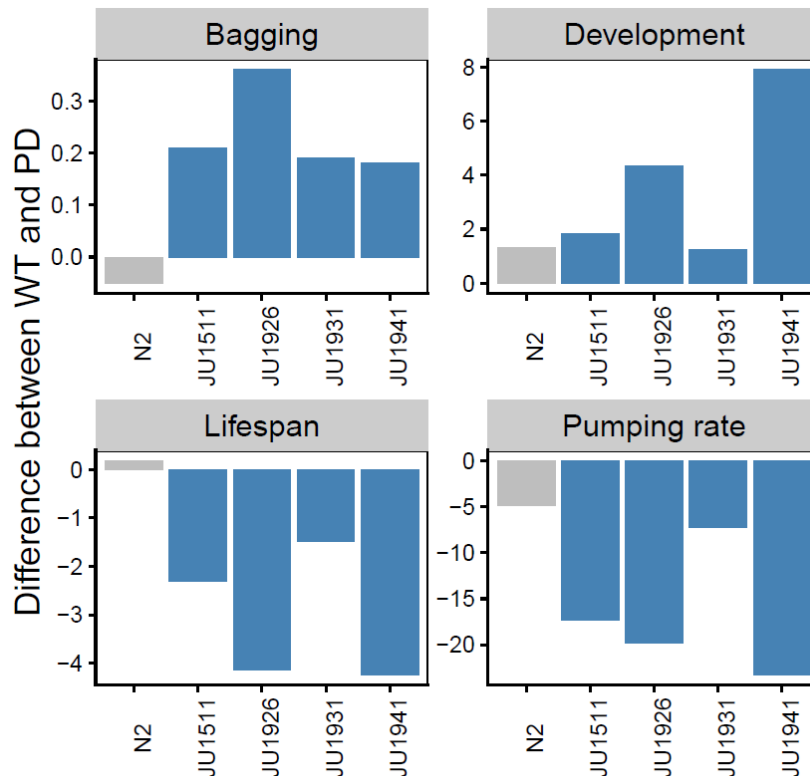 Difference between WT and PD
Bagging
0.3
0.2
0.1
0.0
N2
JU1511
JU1926
JU1931
JU1941
Development
8
6
4
2
0
N2
JU1511
JU1926
JU1931
JU1941
Lifespan
0
−1
−2
−3
−4
N2
JU1511
JU1926
JU1931
JU1941
Pumping rate
0
−5
−10
−15
−20
N2
JU1511
JU1926
JU1931
JU1941